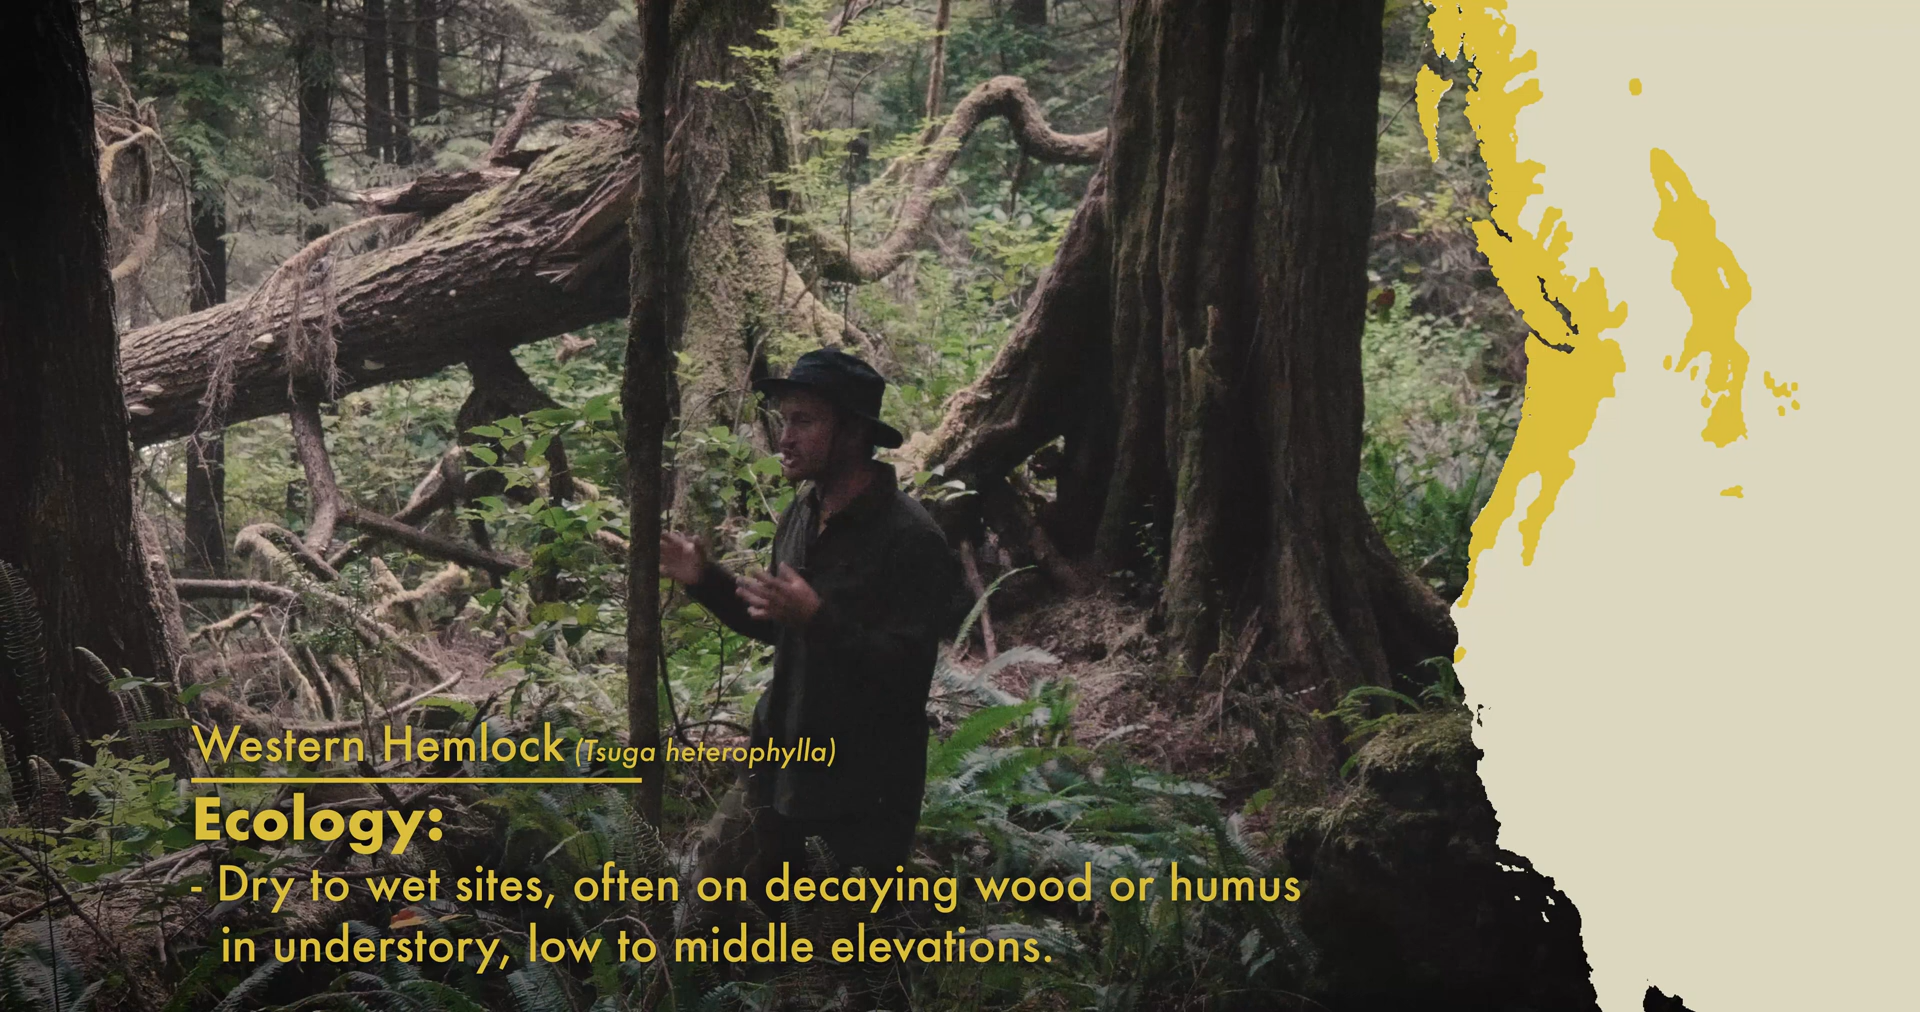 Western Hemlock (Tsuga heterophylla)
Ecology:
- Dry to wet sites, often on decaying wood or humus
in understory, low to middle elevations.